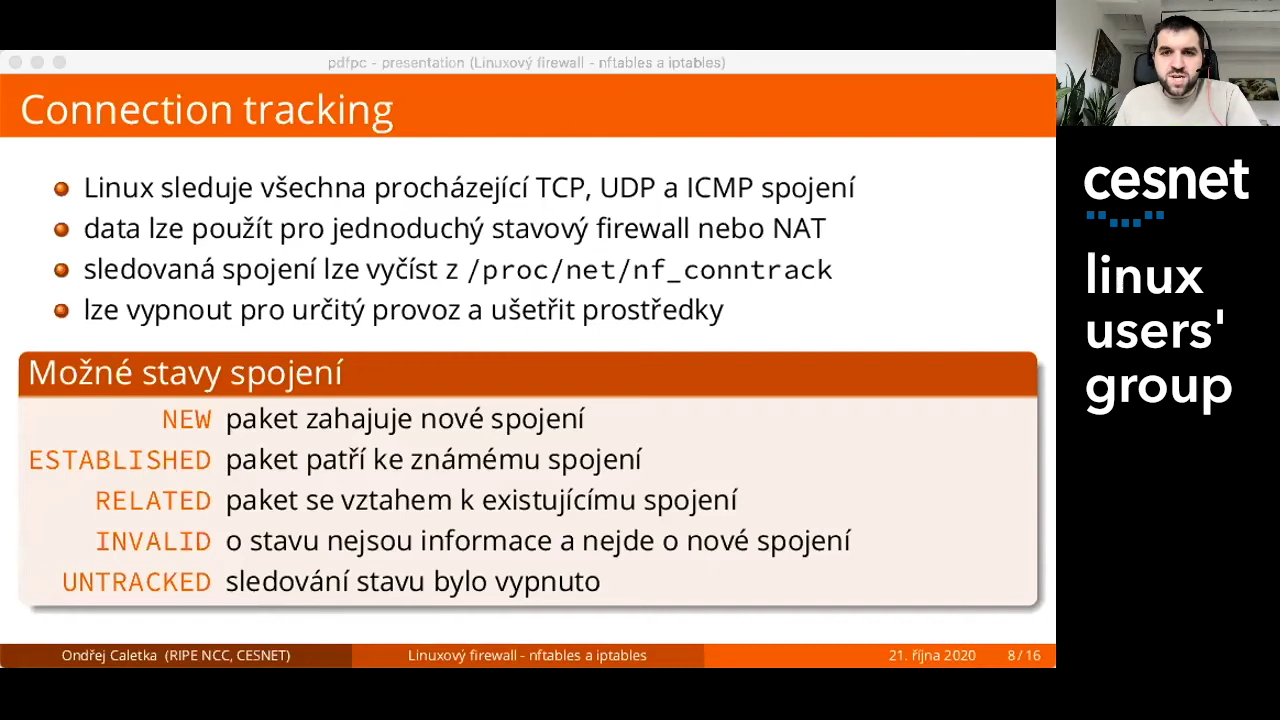 pdfpc - presentation (Linuxový firewall - nftables a iptables)
Connection tracking
Linux sleduje všechna procházející TCP, UDP a ICMP spojení
data lze použít pro jednoduchý stavový firewall nebo NAT
sledovaná spojení lze vyčíst z /proc/net/nf_conntrack
lze vypnout pro určitý provoz a ušetřit prostředky
Možné stavy spojení
NEW paket zahajuje nové spojení
ESTABLISHED paket patří ke známému spojení
RELATED paket se vztahem k existujícímu spojení
INVALID o stavu nejsou informace a nejde o nové spojení
UNTRACKED sledování stavu bylo vypnuto
Ondřej Caletka (RIPE NCC, CESNET) Linuxový firewall - nftables a iptables 21. října 2020 8 / 16
cesnet
linux
users'
group